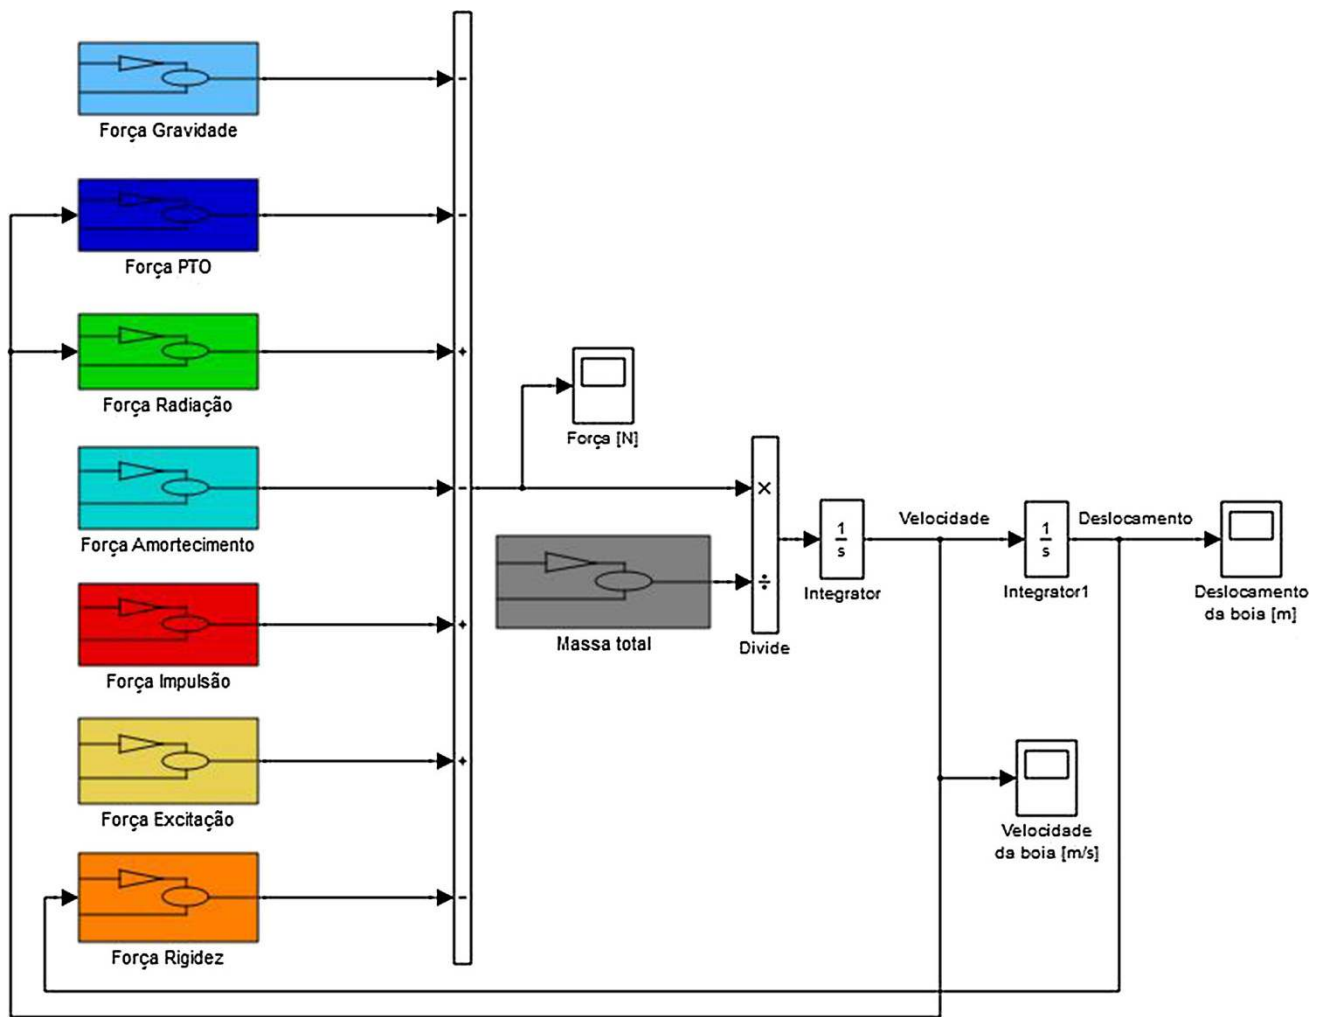 Força Gravidade
Força PTO
Força Radiação
Força Amortecimento
Força Impulsão
Força Excitação
Força Rigidez
-
-
+
-
+
+
-
Força [N]
Massa total
×
÷
Divide
1
s
Integrator
Velocidade
1
s
Integrator1
Deslocamento
Deslocamento
da boia [m]
Velocidade
da boia [m/s]